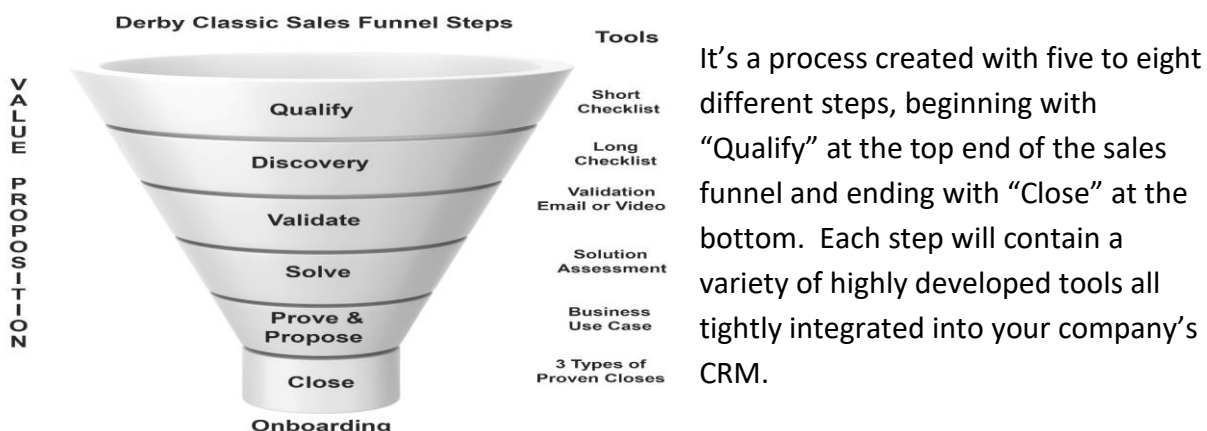 Derby Classic Sales Funnel Steps
Tools
VALUE PROPOSITION
Qualify
Short
Checklist
Discovery
Long
Checklist
Validate
Validation
Email or Video
Solve
Solution
Assessment
Prove &
Propose
Business
Use Case
Close
3 Types of
Proven Closes
Onboarding
It’s a process created with five to eight
different steps, beginning with
“Qualify” at the top end of the sales
funnel and ending with “Close” at the
bottom.  Each step will contain a
variety of highly developed tools all
tightly integrated into your company’s
CRM.